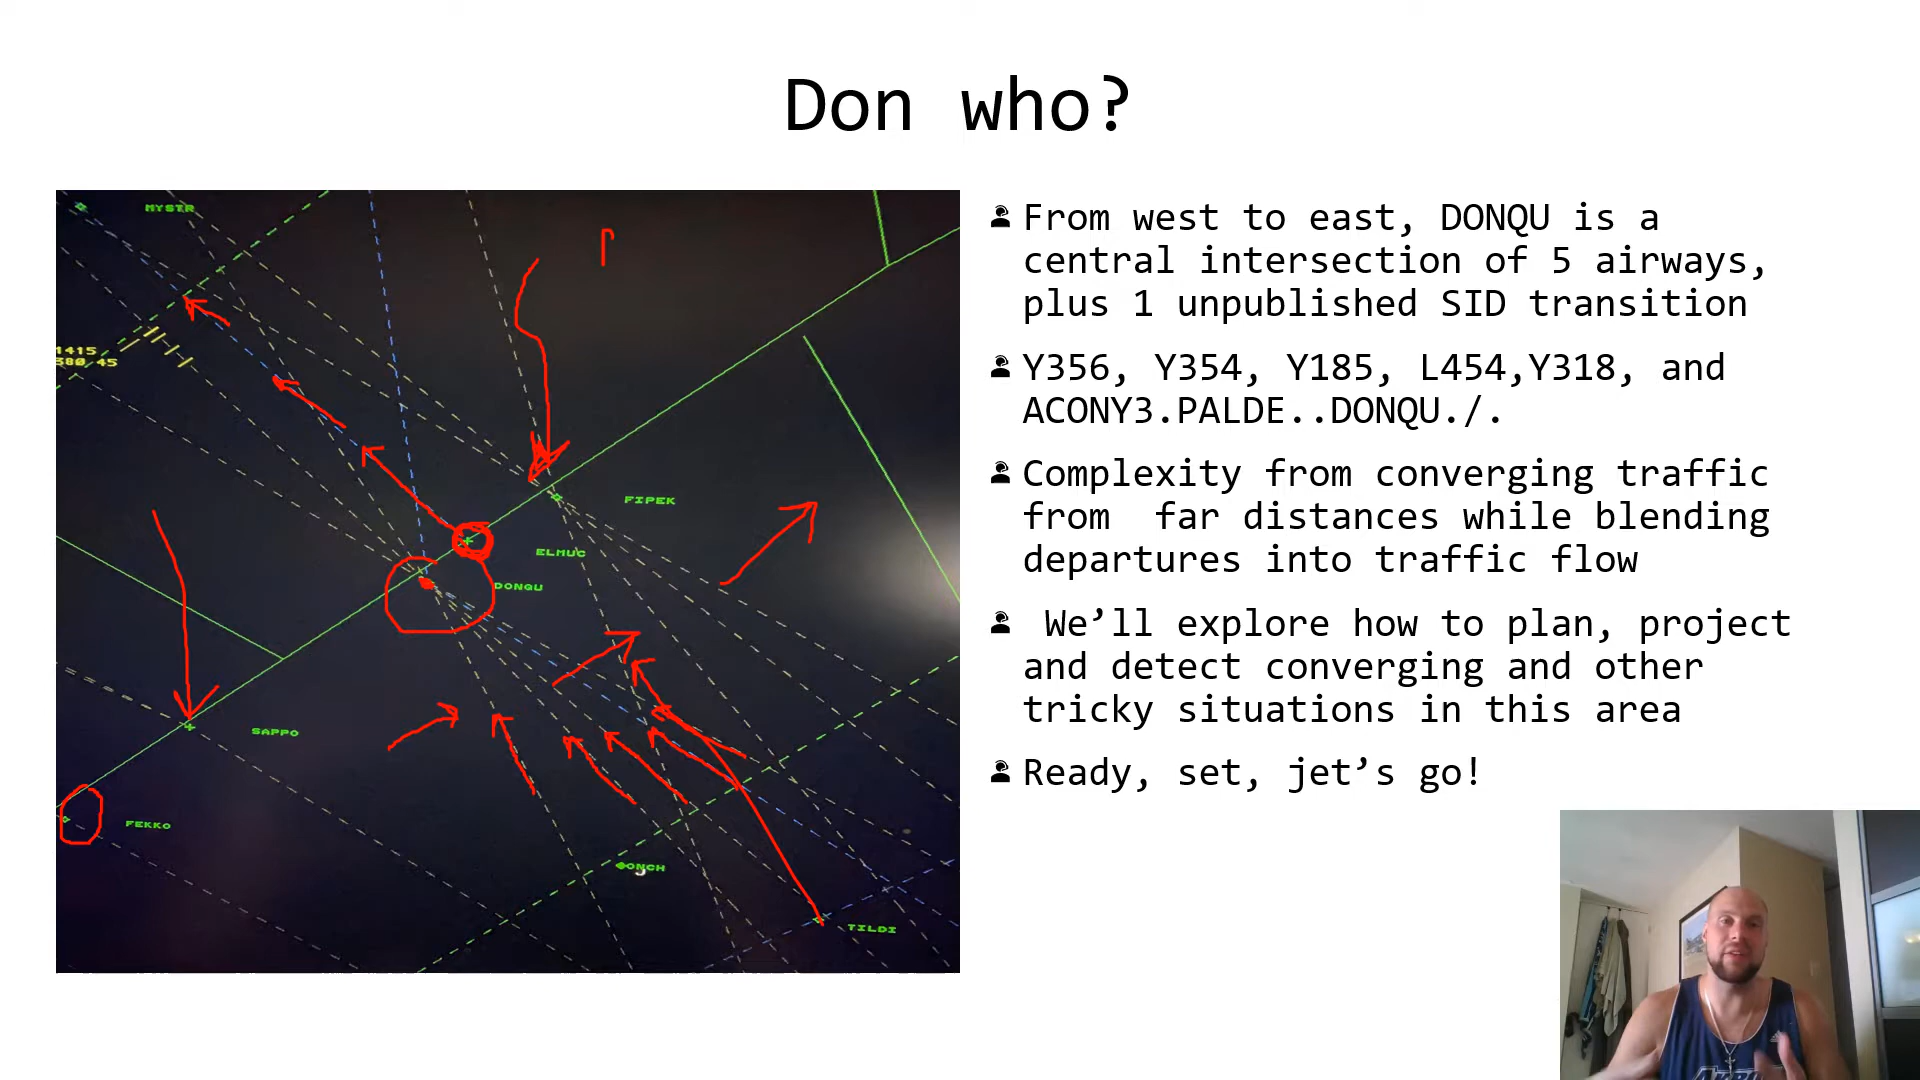 Don who?
MYSTR
1415
380 45
FIPEK
ELMUC
DONQU
SAPPO
FEKKO
TILDI
From west to east, DONQU is a
central intersection of 5 airways,
plus 1 unpublished SID transition
Y356, Y354, Y185, L454,Y318, and
ACONY3.PALDE..DONQU./.
Complexity from converging traffic
from  far distances while blending
departures into traffic flow
We’ll explore how to plan, project
and detect converging and other
tricky situations in this area
Ready, set, jet’s go!